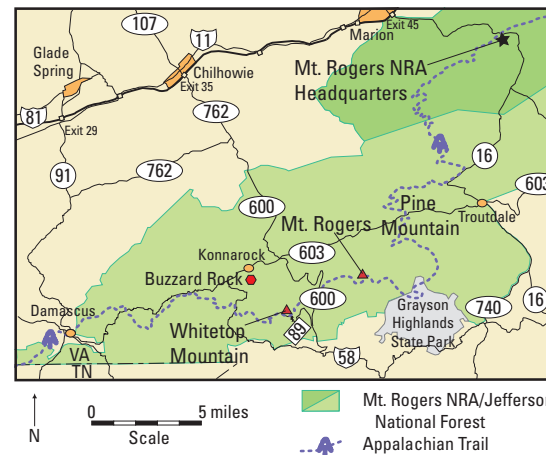 107
11
Marion
Exit 45
Glade
Spring
Chilhowie
Exit 35
Mt. Rogers NRA
Headquarters
81
Exit 29
762
762
91
16
600
603
Mt. Rogers
Pine
Mountain
Troutdale
Konnarock
603
Buzzard Rock
600
Grayson
Highlands
State Park
740
16
Damascus
Whitetop
Mountain
89
58
VA
TN
N
0
5 miles
Scale
Mt. Rogers NRA/Jefferson
National Forest
Appalachian Trail